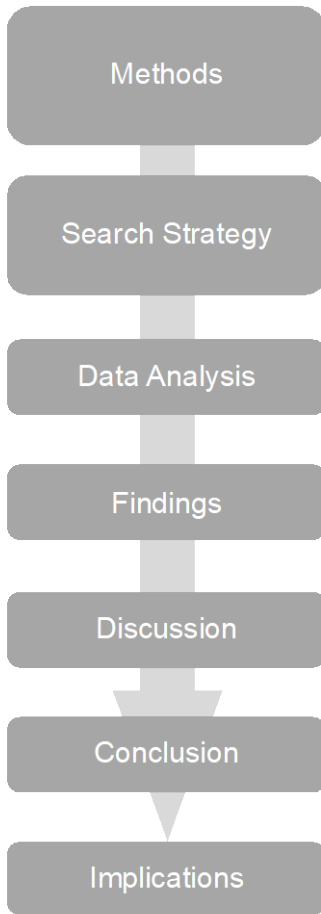 Methods
Search Strategy
Data Analysis
Findings
Discussion
Conclusion
Implications